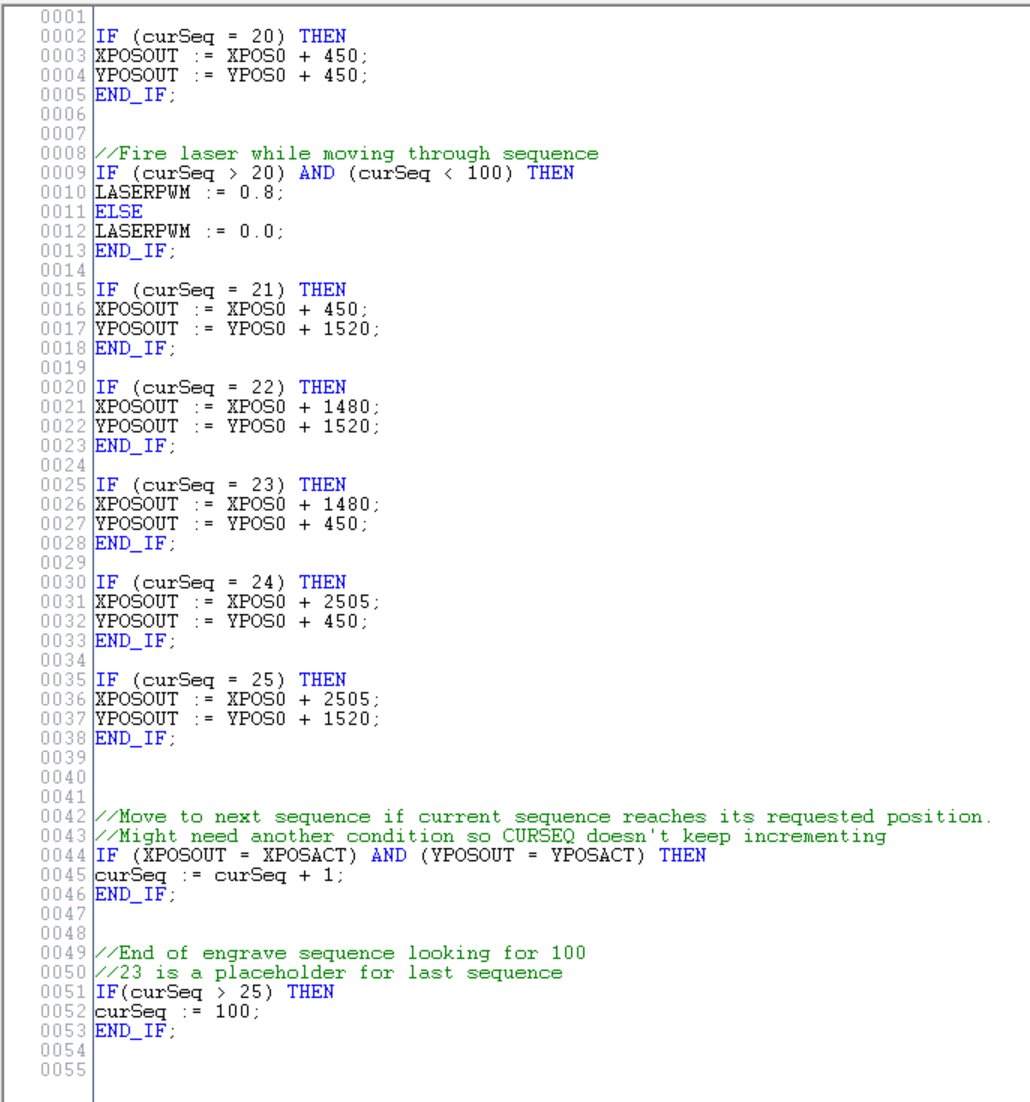 0001
0002 IF (curSeq = 20) THEN
0003 XPOSOUT := XPOS0 + 450;
0004 YPOSOUT := YPOS0 + 450;
0005 END_IF;
0006
0007
0008 //Fire laser while moving through sequence
0009 IF (curSeq > 20) AND (curSeq < 100) THEN
0010 LASERPWM := 0.8;
0011 ELSE
0012 LASERPWM := 0.0;
0013 END_IF;
0014
0015 IF (curSeq = 21) THEN
0016 XPOSOUT := XPOS0 + 450;
0017 YPOSOUT := YPOS0 + 1520;
0018 END_IF;
0019
0020 IF (curSeq = 22) THEN
0021 XPOSOUT := XPOS0 + 1480;
0022 YPOSOUT := YPOS0 + 1520;
0023 END_IF;
0024
0025 IF (curSeq = 23) THEN
0026 XPOSOUT := XPOS0 + 1480;
0027 YPOSOUT := YPOS0 + 450;
0028 END_IF;
0029
0030 IF (curSeq = 24) THEN
0031 XPOSOUT := XPOS0 + 2505;
0032 YPOSOUT := YPOS0 + 450;
0033 END_IF;
0034
0035 IF (curSeq = 25) THEN
0036 XPOSOUT := XPOS0 + 2505;
0037 YPOSOUT := YPOS0 + 1520;
0038 END_IF;
0039
0040
0041
0042 //Move to next sequence if current sequence reaches its requested position.
0043 //Might need another condition so CURSEQ doesn't keep incrementing
0044 IF (XPOSOUT = XPOSACT) AND (YPOSOUT = YPOSACT) THEN
0045 curSeq := curSeq + 1;
0046 END_IF;
0047
0048
0049 //End of engrave sequence looking for 100
0050 //23 is a placeholder for last sequence
0051 IF(curSeq > 25) THEN
0052 curSeq := 100;
0053 END_IF;
0054
0055